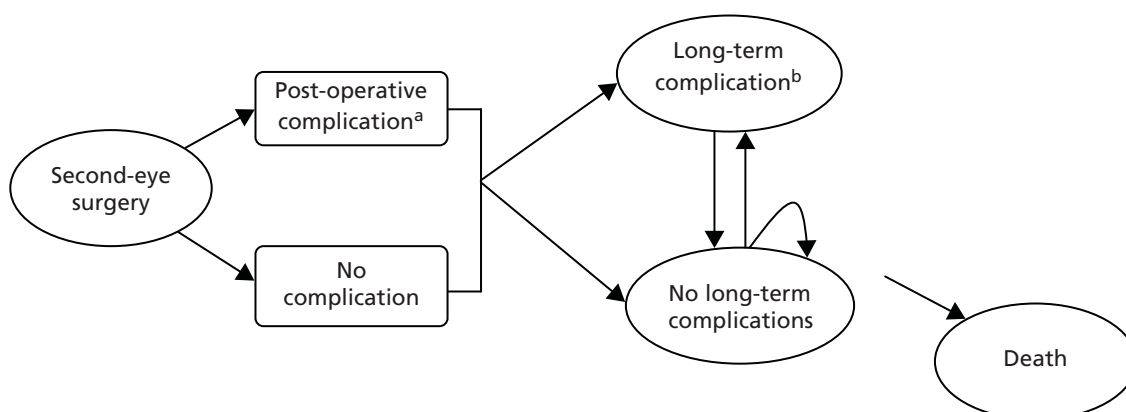 Second-eye
surgery
Post-operative
complicationᵃ
No
complication
Long-term
complicationᵇ
No long-term
complications
Death